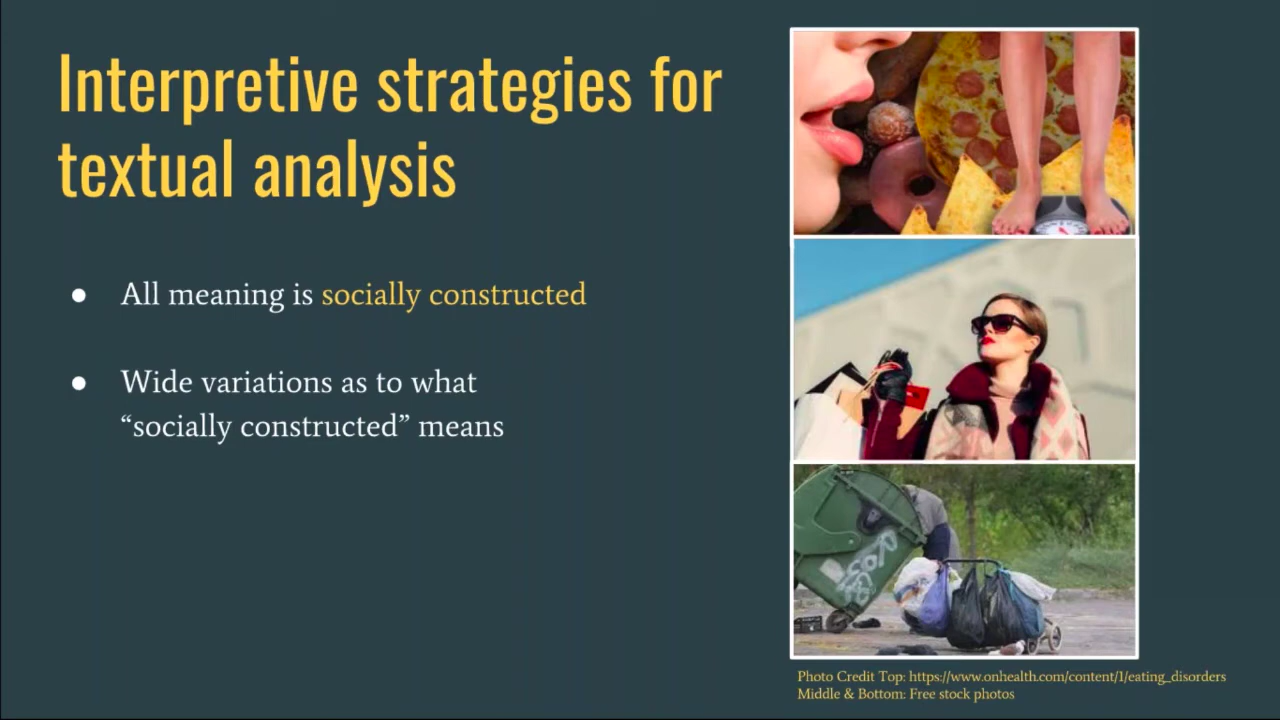 Interpretive strategies for
textual analysis
● All meaning is socially constructed
● Wide variations as to what
“socially constructed” means
Photo Credit Top: https://www.onhealth.com/content/1/eating_disorders
Middle & Bottom: Free stock photos